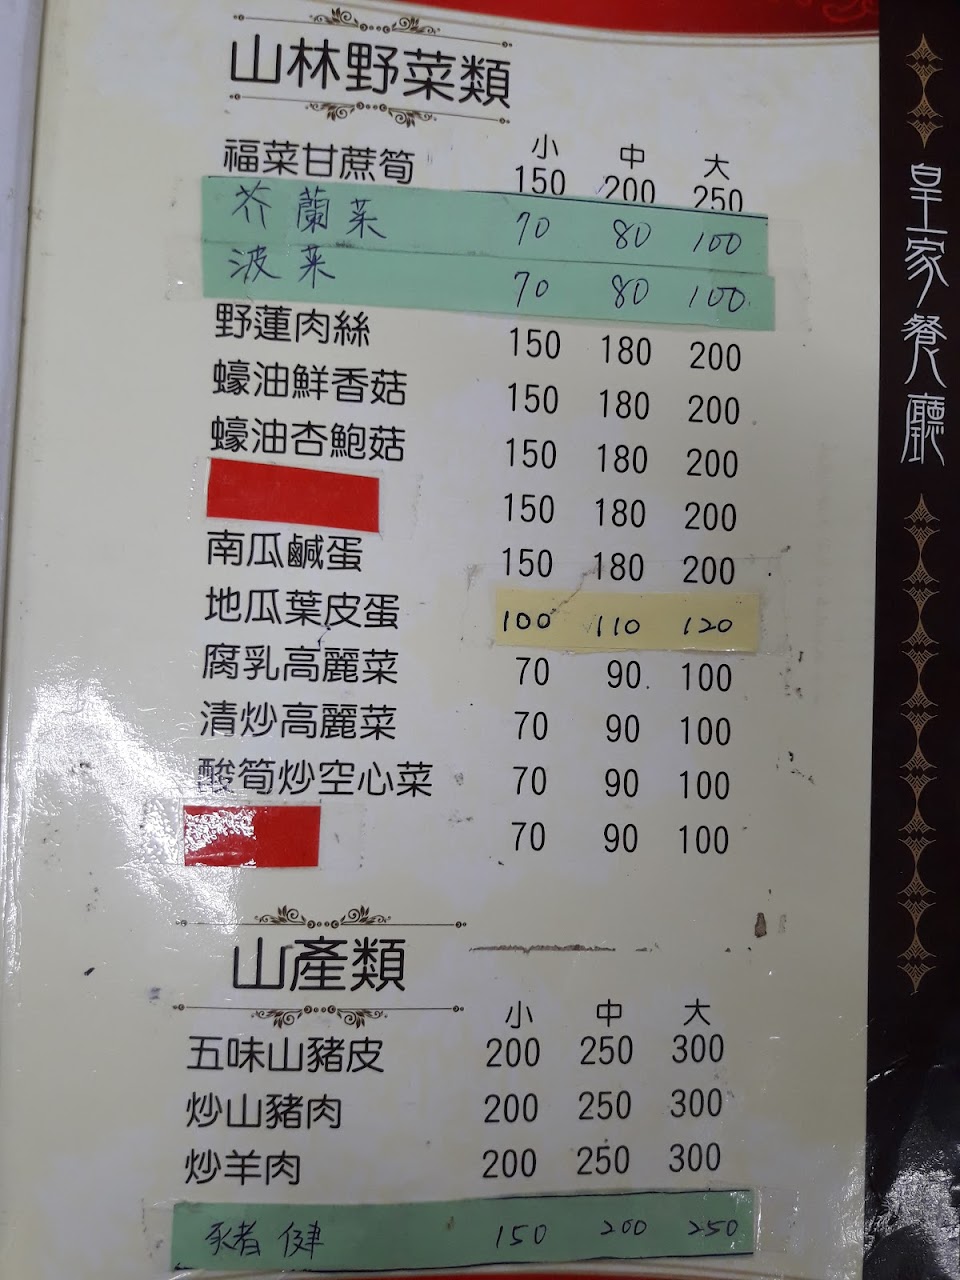 山林野菜類
小 中 大
福菜甘蔗筍 150 200 250
芥蘭菜 70 80 100
波菜 70 80 100
野蓮肉絲 150 180 200
蠔油鮮香菇 150 180 200
蠔油杏鮑菇 150 180 200
150 180 200
南瓜鹹蛋 150 180 200
地瓜葉皮蛋 100 110 120
腐乳高麗菜 70 90 100
清炒高麗菜 70 90 100
酸筍炒空心菜 70 90 100
70 90 100
山產類
小 中 大
五味山豬皮 200 250 300
炒山豬肉 200 250 300
炒羊肉 200 250 300
豬健 150 200 250
皇家餐廳